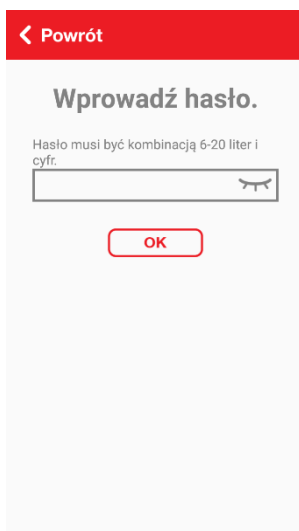 Powrót
Wprowadź hasło.
Hasło musi być kombinacją 6-20 liter i
cyfr.
OK